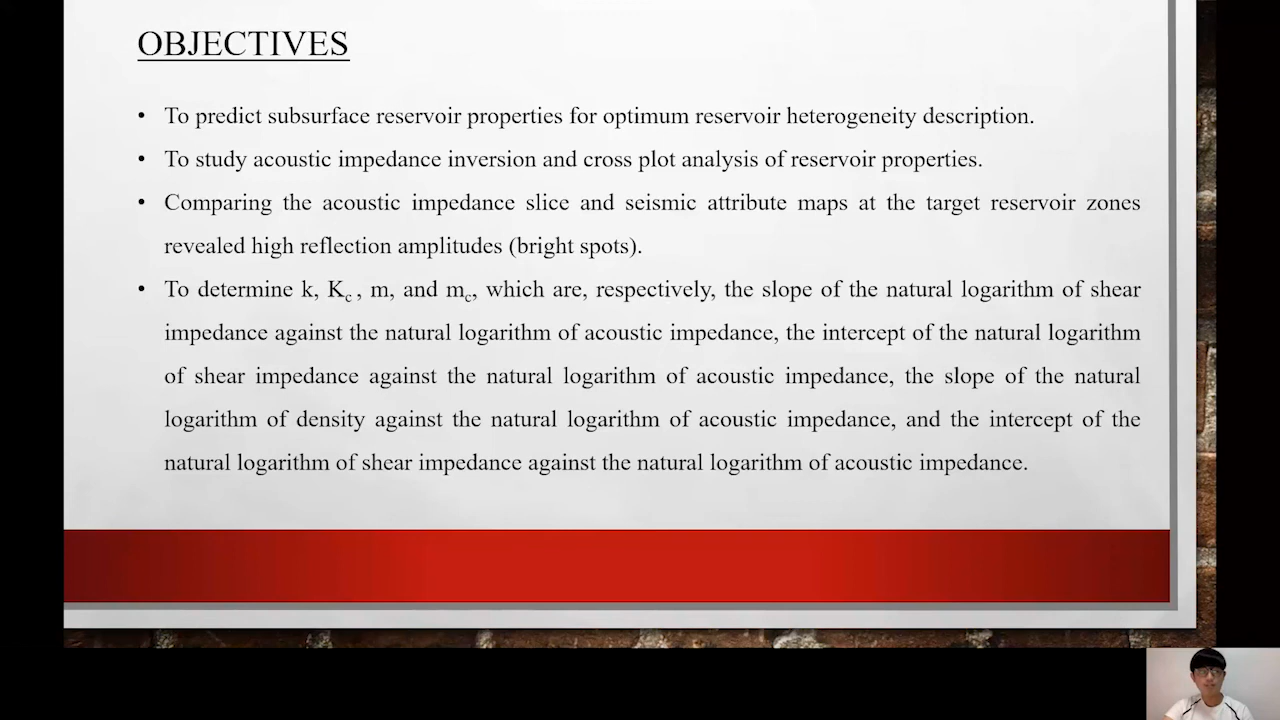 OBJECTIVES
• To predict subsurface reservoir properties for optimum reservoir heterogeneity description.
• To study acoustic impedance inversion and cross plot analysis of reservoir properties.
• Comparing the acoustic impedance slice and seismic attribute maps at the target reservoir zones
revealed high reflection amplitudes (bright spots).
• To determine k, Kc , m, and mc, which are, respectively, the slope of the natural logarithm of shear
impedance against the natural logarithm of acoustic impedance, the intercept of the natural logarithm
of shear impedance against the natural logarithm of acoustic impedance, the slope of the natural
logarithm of density against the natural logarithm of acoustic impedance, and the intercept of the
natural logarithm of shear impedance against the natural logarithm of acoustic impedance.